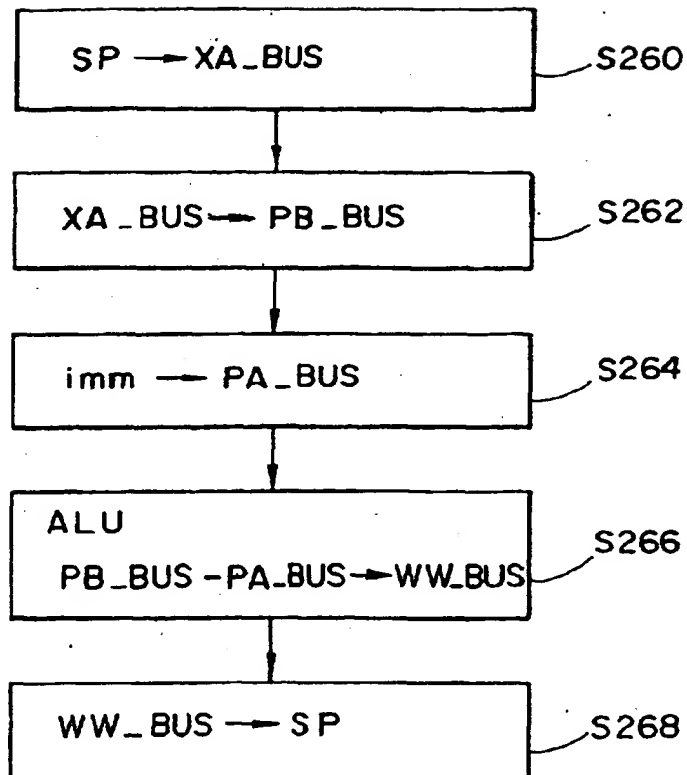 SP → XA_BUS
S260
XA_BUS → PB_BUS
S262
imm → PA_BUS
S264
ALU
S266
PB_BUS - PA_BUS → WW_BUS
WW_BUS → SP
S268